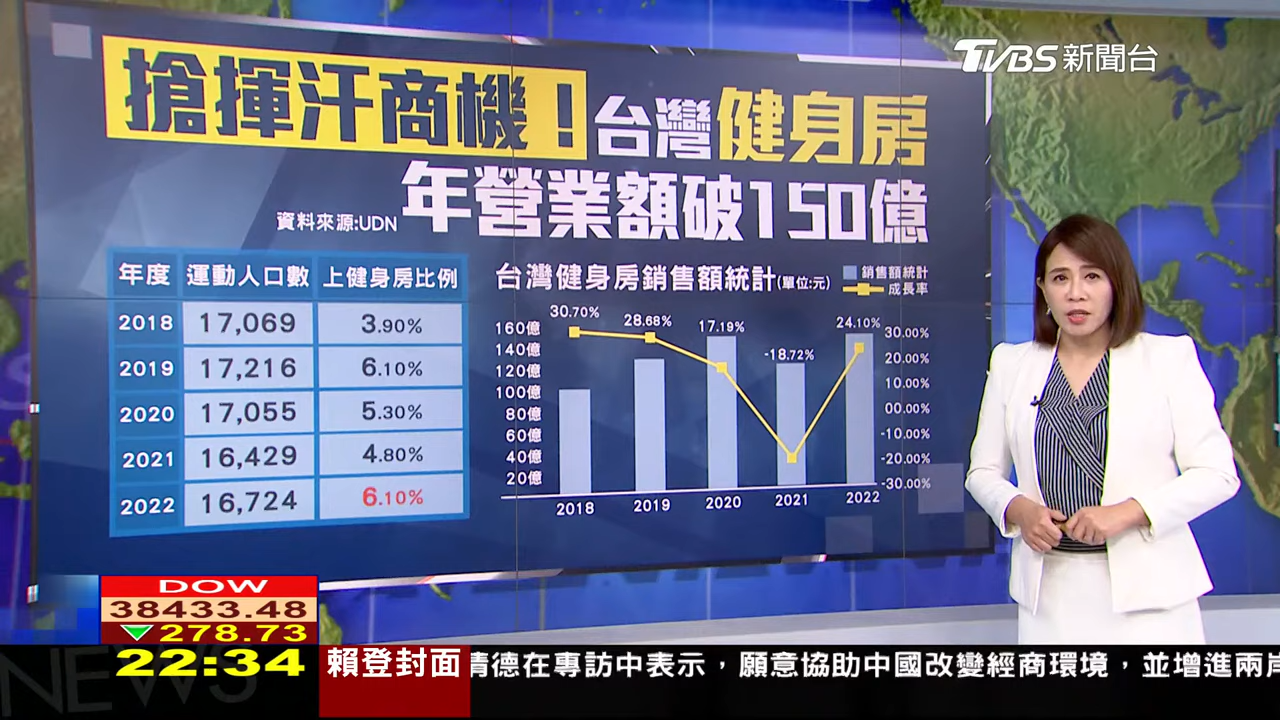 TVBS新聞台
搶揮汗商機！台灣健身房
年營業額破150億
資料來源:UDN
年度 運動人口數 上健身房比例
2018 17,069 3.90%
2019 17,216 6.10%
2020 17,055 5.30%
2021 16,429 4.80%
2022 16,724 6.10%
台灣健身房銷售額統計(單位:元)
銷售額統計
成長率
30.70% 28.68% 17.19% -18.72% 24.10%
160億
140億
120億
100億
80億
60億
40億
20億
30.00%
20.00%
10.00%
00.00%
-10.00%
-20.00%
-30.00%
2018 2019 2020 2021 2022
DOW
38433.48
278.73
22:34
NEWS
賴登封面
清德在專訪中表示，願意協助中國改變經商環境，並增進兩岸